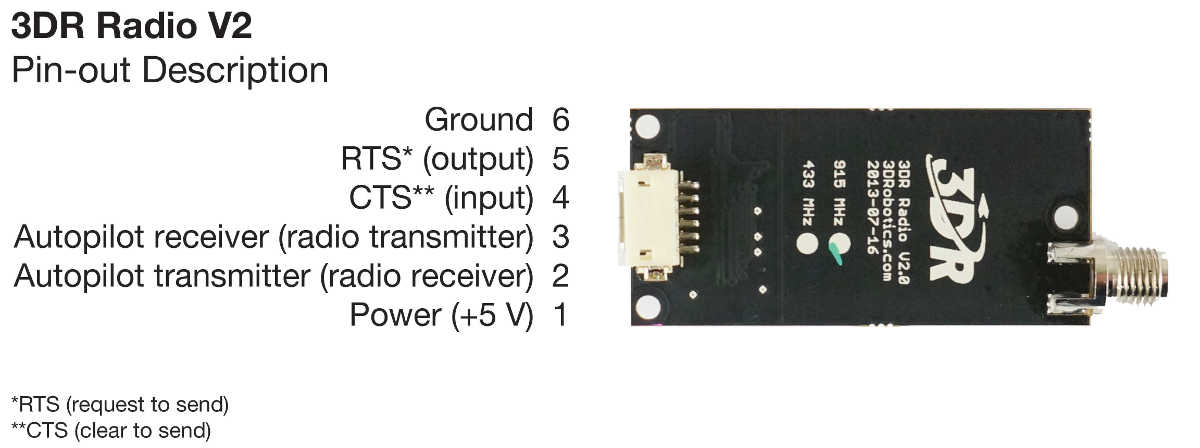 3DR Radio V2
Pin-out Description
Ground 6
RTS* (output) 5
CTS** (input) 4
Autopilot receiver (radio transmitter) 3
Autopilot transmitter (radio receiver) 2
Power (+5 V) 1
*RTS (request to send)
**CTS (clear to send)
3DR
3DR Radio V2.0
3DRobotics.com
2013-07-16
915 MHz
433 MHz